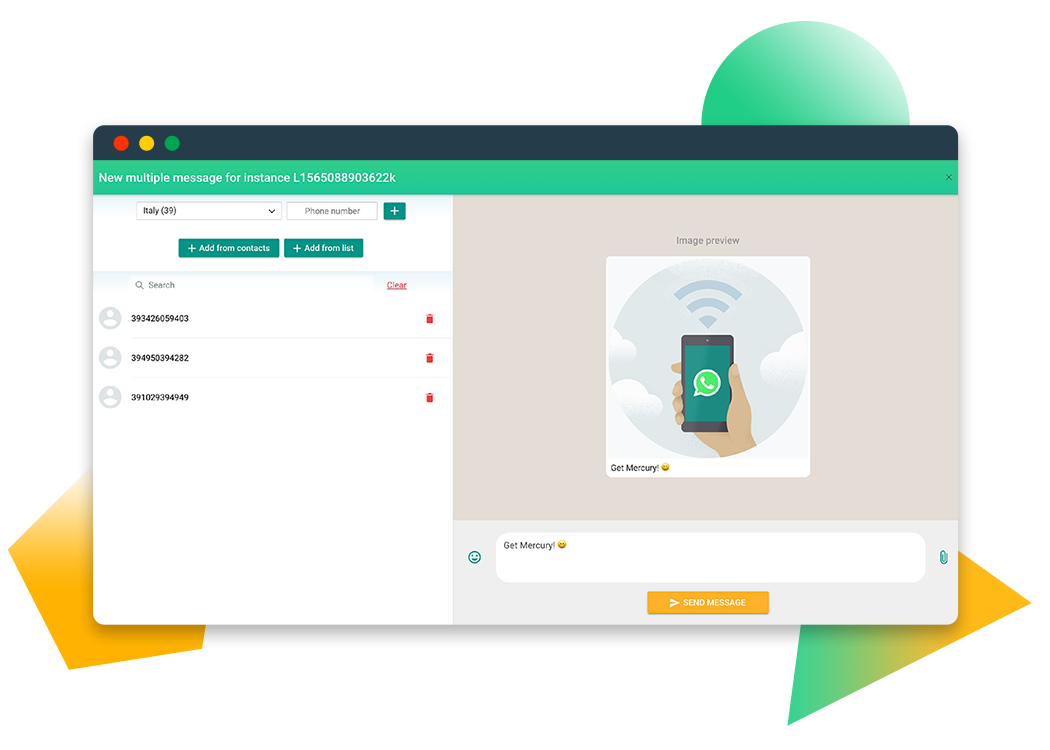 New multiple message for instance L1565088903622k
Italy (39)
Phone number
Add from contacts
Add from list
Search
Clear
393426059403
394950394282
391029394949
Image preview
Get Mercury! 😄
Get Mercury! 😄
SEND MESSAGE